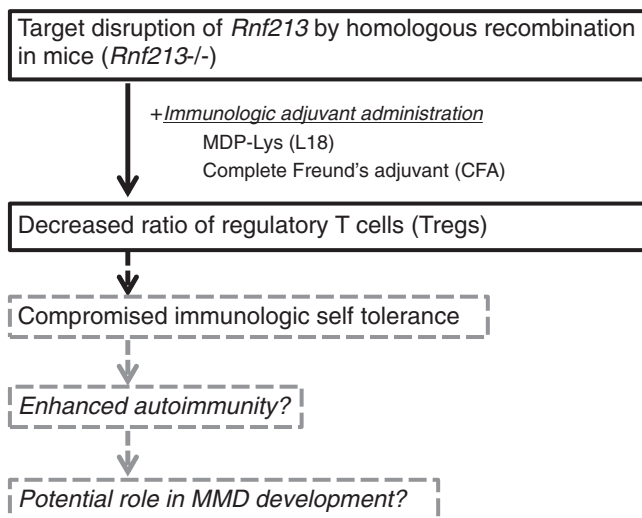 Target disruption of Rnf213 by homologous recombination
in mice (Rnf213-/-)
+Immunologic adjuvant administration
MDP-Lys (L18)
Complete Freund's adjuvant (CFA)
Decreased ratio of regulatory T cells (Tregs)
Compromised immunologic self tolerance
Enhanced autoimmunity?
Potential role in MMD development?